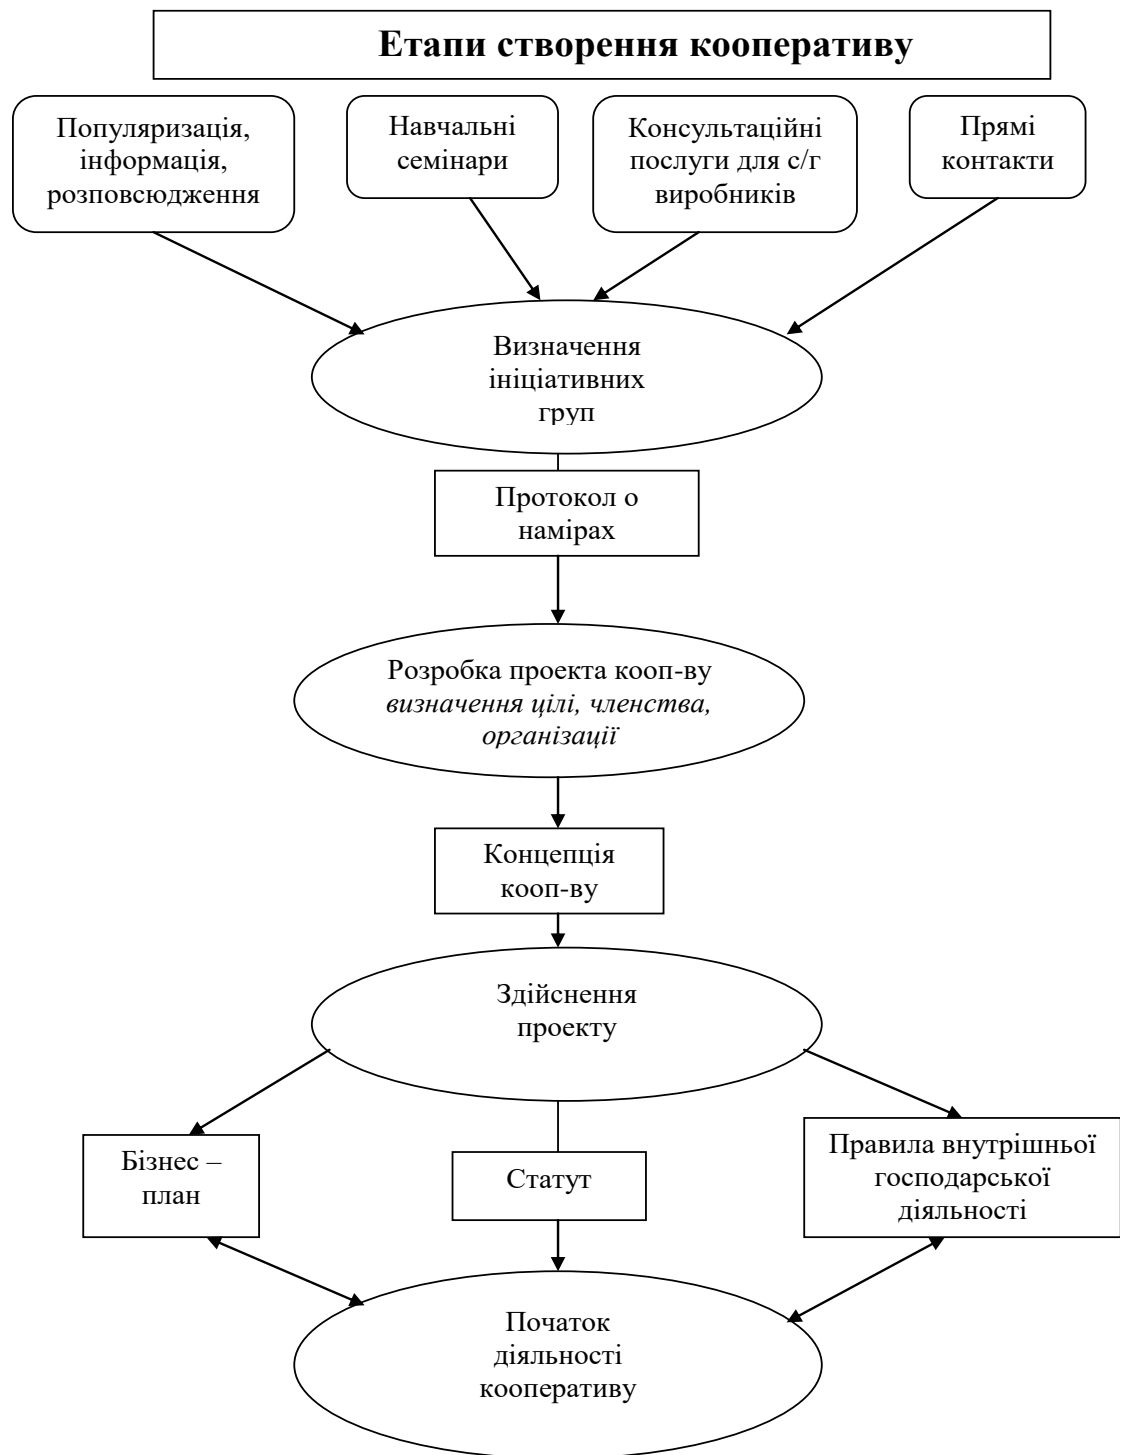 Етапи створення кооперативу
Популяризація,
інформація,
розповсюдження
Навчальні
семінари
Консультаційні
послуги для с/г
виробників
Прямі
контакти
Визначення
ініціативних
груп
Протокол о
намірах
Розробка проекта кооп-ву
визначення цілі, членства,
організації
Концепція
кооп-ву
Здійснення
проекту
Бізнес –
план
Статут
Правила внутрішньої
господарської
діяльності
Початок
діяльності
кооперативу